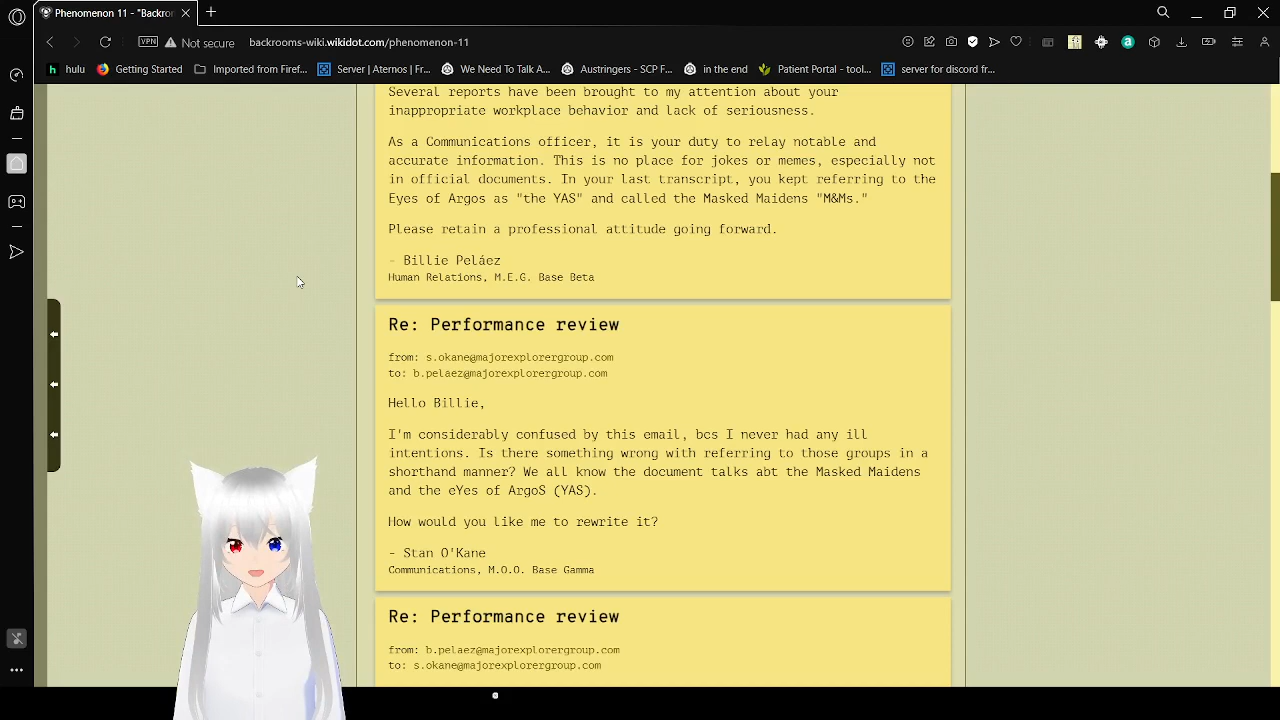 Phenomenon 11 - "Backroo
VPN Not secure backrooms-wiki.wikidot.com/phenomenon-11
hulu Getting Started Imported from Firef... Server | Aternos | Fr... We Need To Talk A... Austringers - SCP F... in the end Patient Portal - tool... server for discord fr...
Several reports have been brought to my attention about your
inappropriate workplace behavior and lack of seriousness.
As a Communications officer, it is your duty to relay notable and
accurate information. This is no place for jokes or memes, especially not
in official documents. In your last transcript, you kept referring to the
Eyes of Argos as "the YAS" and called the Masked Maidens "M&Ms."
Please retain a professional attitude going forward.
- Billie Peláez
Human Relations, M.E.G. Base Beta
Re: Performance review
from: s.okane@majorexplorergroup.com
to: b.pelaez@majorexplorergroup.com
Hello Billie,
I'm considerably confused by this email, bcs I never had any ill
intentions. Is there something wrong with referring to those groups in a
shorthand manner? We all know the document talks abt the Masked Maidens
and the eYes of ArgoS (YAS).
How would you like me to rewrite it?
- Stan O'Kane
Communications, M.O.O. Base Gamma
Re: Performance review
from: b.pelaez@majorexplorergroup.com
to: s.okane@majorexplorergroup.com